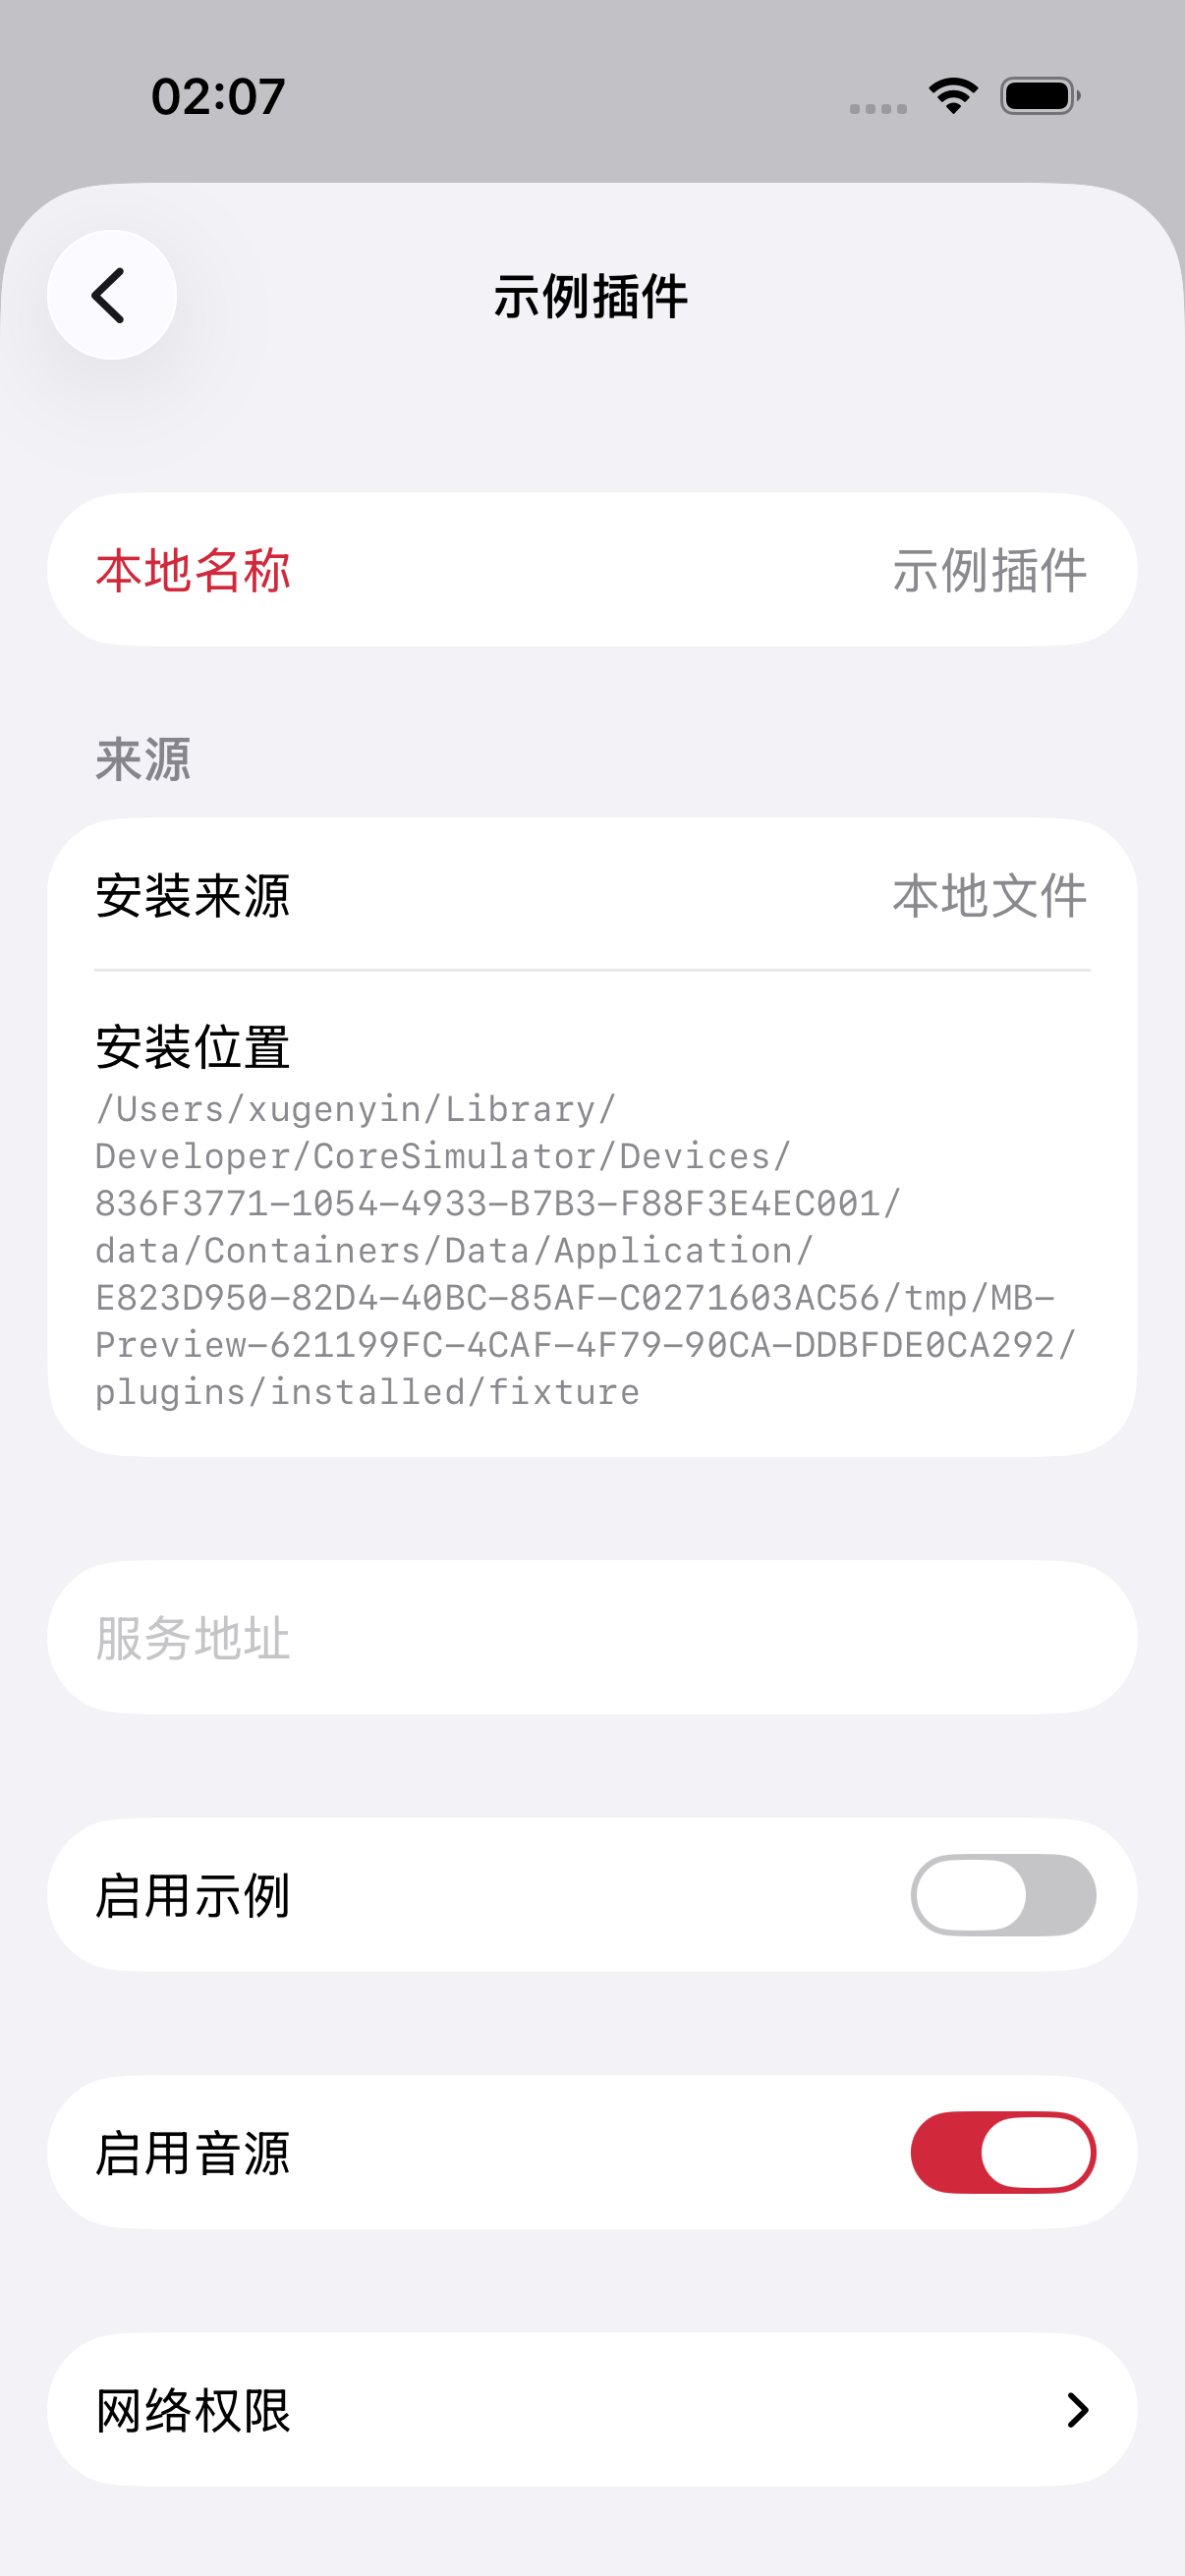 02:07
示例插件
本地名称 示例插件
来源
安装来源 本地文件
安装位置
/Users/xugenyin/Library/
Developer/CoreSimulator/Devices/
836F3771-1054-4933-B7B3-F88F3E4EC001/
data/Containers/Data/Application/
E823D950-82D4-40BC-85AF-C0271603AC56/tmp/MB-
Preview-621199FC-4CAF-4F79-90CA-DDBFDE0CA292/
plugins/installed/fixture
服务地址
启用示例
启用音源
网络权限